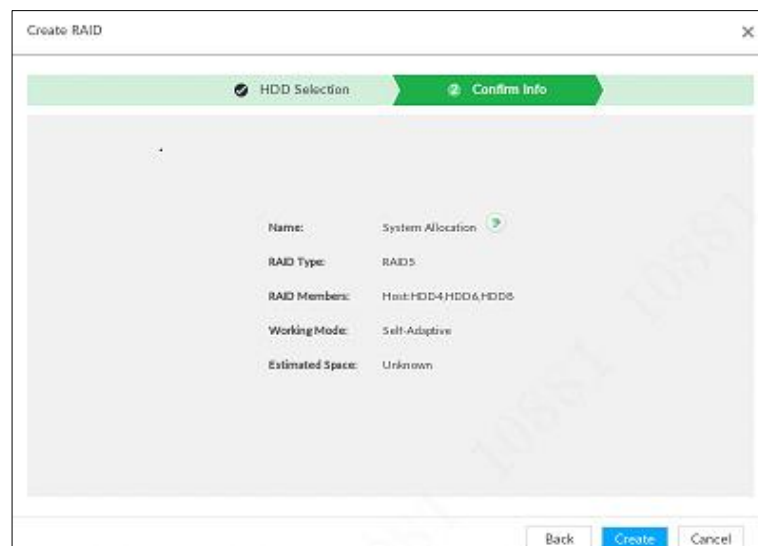 Create RAID
HDD Selection
2 Confirm Info
Name: System Allocation
RAID Type: RAID5
RAID Members: Host:HDD4,HDD6,HDD8
Working Mode: Self-Adaptive
Estimated Space: Unknown
Back Create Cancel